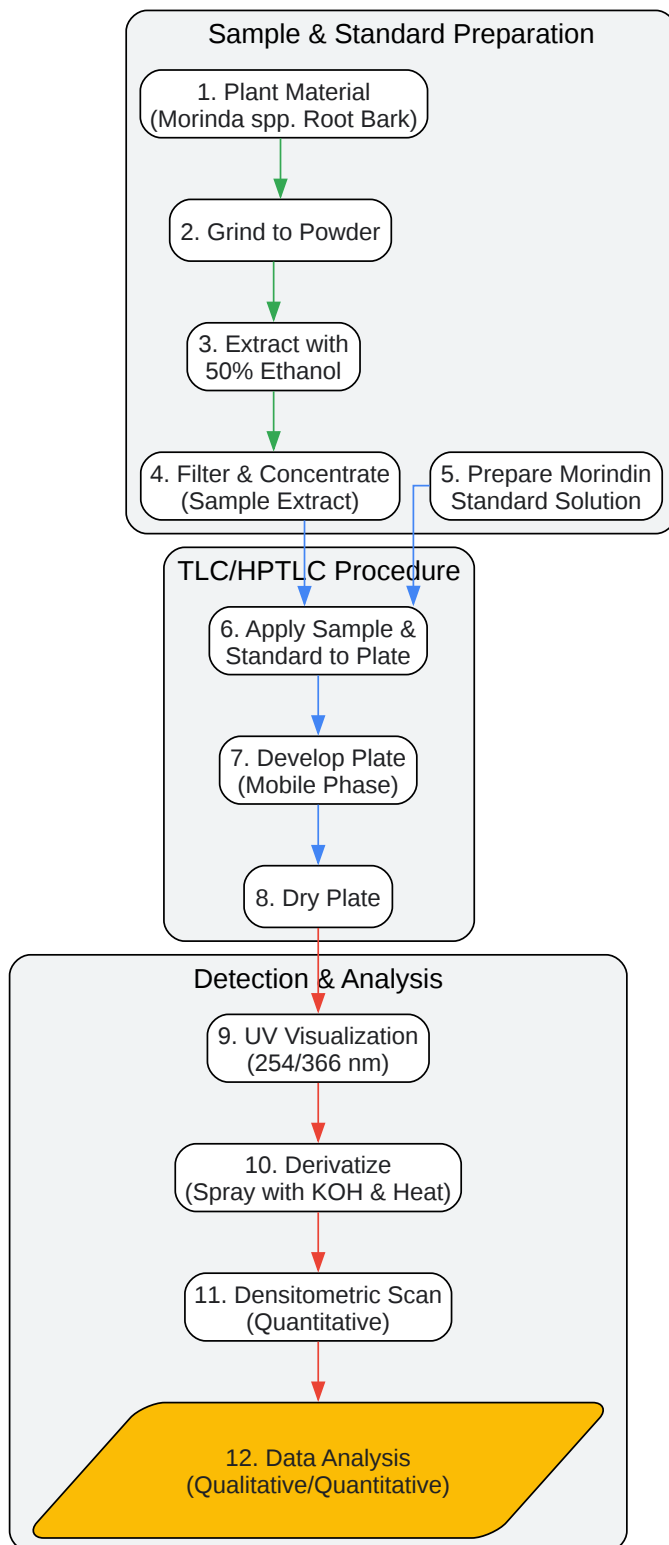 Sample & Standard Preparation
1. Plant Material
(Morinda spp. Root Bark)
2. Grind to Powder
3. Extract with
50% Ethanol
4. Filter & Concentrate
(Sample Extract)
5. Prepare Morindin
Standard Solution
TLC/HPTLC Procedure
6. Apply Sample &
Standard to Plate
7. Develop Plate
(Mobile Phase)
8. Dry Plate
Detection & Analysis
9. UV Visualization
(254/366 nm)
10. Derivatize
(Spray with KOH & Heat)
11. Densitometric Scan
(Quantitative)
12. Data Analysis
(Qualitative/Quantitative)